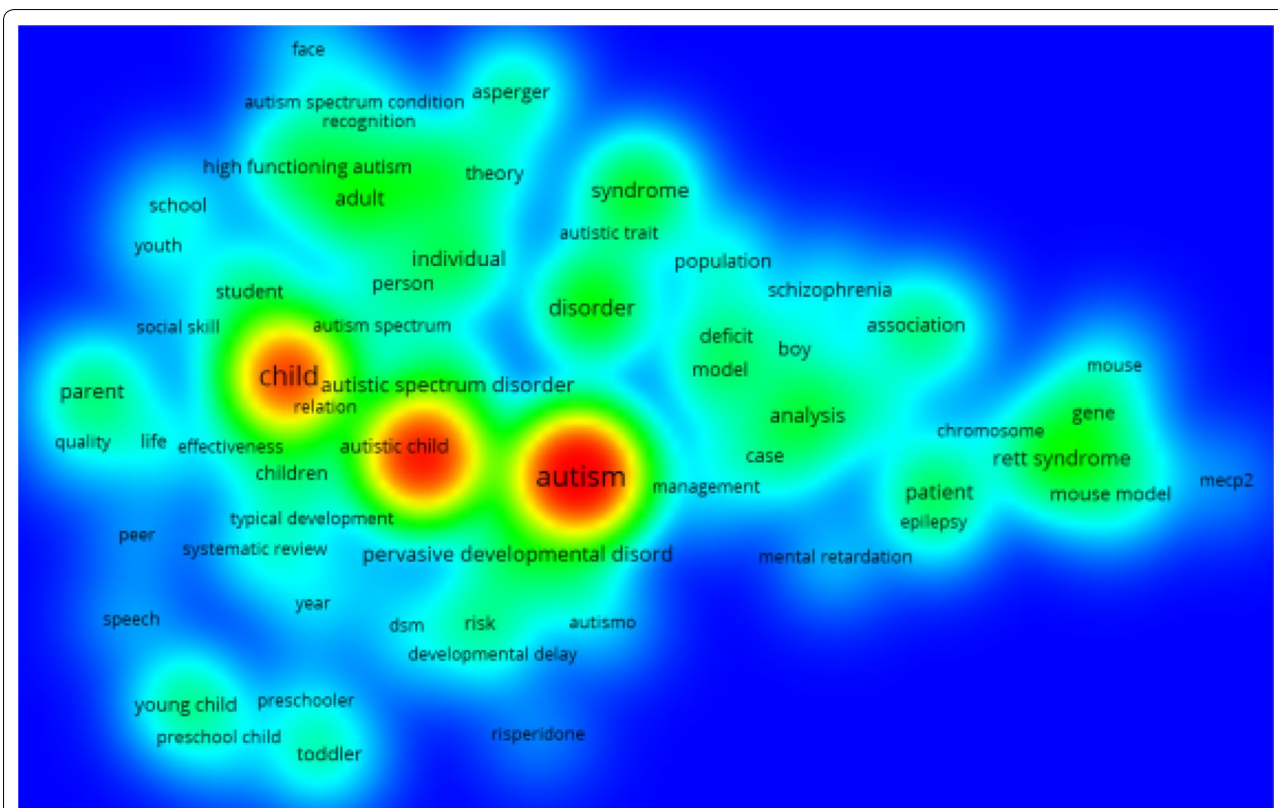 face
asperger
autism spectrum condition
recognition
high functioning autism
theory
adult
syndrome
school
autistic trait
youth
individual
population
person
student
schizophrenia
disorder
social skill
autism spectrum
association
deficit
boy
model
mouse
child
autistic spectrum disorder
parent
relation
analysis
gene
chromosome
quality
life
effectiveness
autistic child
case
rett syndrome
children
autism
management
patient
mouse model
mecp2
typical development
epilepsy
peer
systematic review
pervasive developmental disord
mental retardation
year
speech
dsm
risk
autismo
developmental delay
young child
preschooler
preschool child
risperidone
toddler